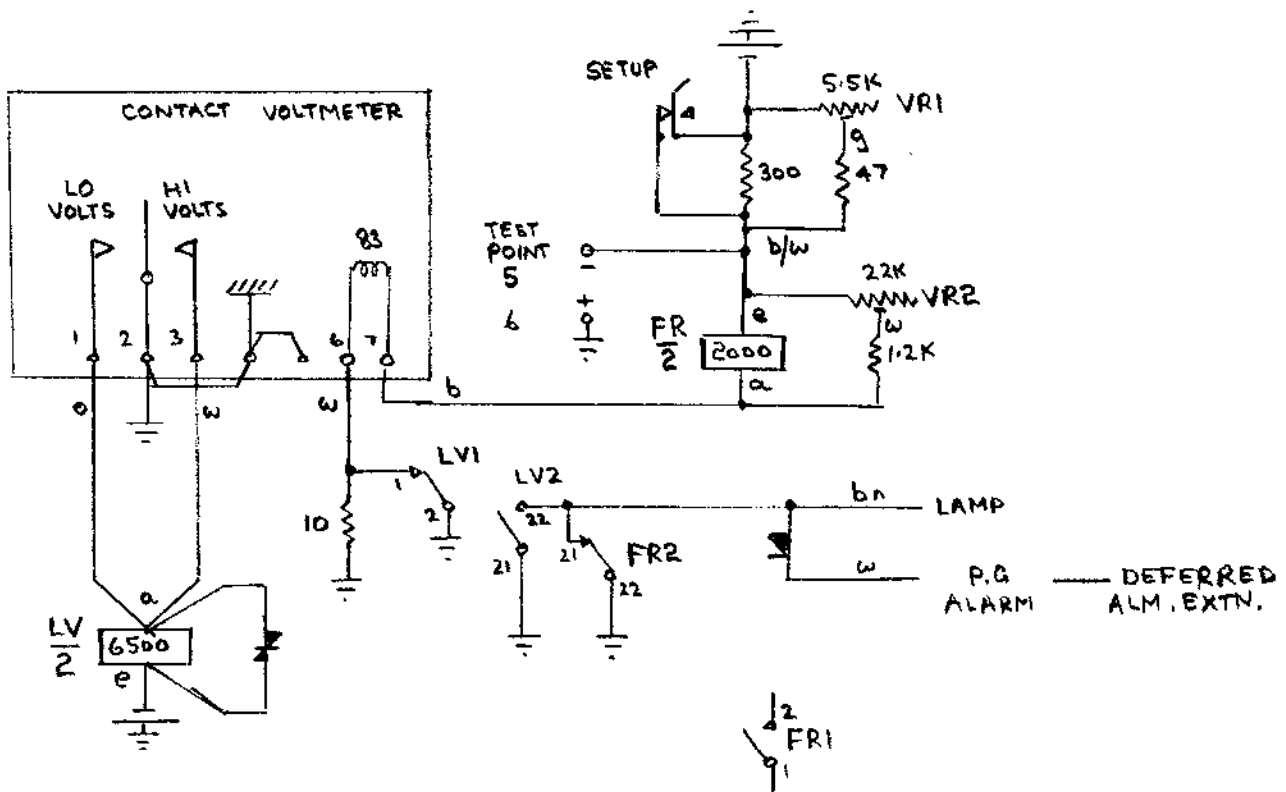 SETUP
5.5K
VR1
CONTACT VOLTMETER
g
LO
VOLTS
HI
VOLTS
300
47
TEST
POINT
5
-
83
b/w
22K
VR2
+
6
e
w
1 2 3 6 7
FR
2
2000
1.2K
a
b
o
w
w
LV1
1
2
10
LV2
22
21
21
FR2
22
bn
LAMP
w
P.G
ALARM
DEFERRED
ALM. EXTN.
a
LV
2
6500
e
2
FR1
1